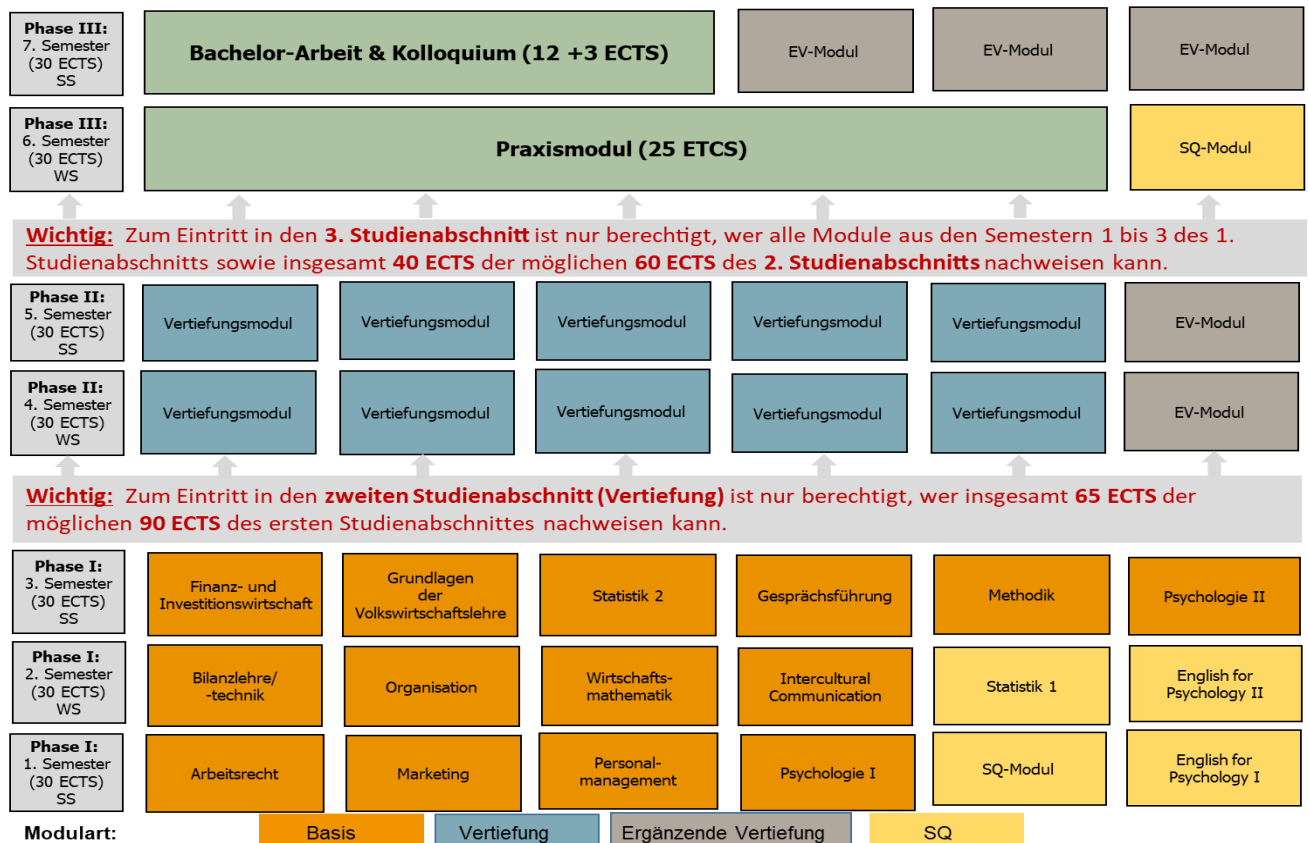 Phase III:
7. Semester
(30 ECTS)
SS
Bachelor-Arbeit & Kolloquium (12 +3 ECTS)
EV-Modul
EV-Modul
EV-Modul
Phase III:
6. Semester
(30 ECTS)
WS
Praxismodul (25 ETCS)
SQ-Modul
Wichtig: Zum Eintritt in den 3. Studienabschnitt ist nur berechtigt, wer alle Module aus den Semestern 1 bis 3 des 1.
Studienabschnitts sowie insgesamt 40 ECTS der möglichen 60 ECTS des 2. Studienabschnitts nachweisen kann.
Phase II:
5. Semester
(30 ECTS)
SS
Vertiefungsmodul
Vertiefungsmodul
Vertiefungsmodul
Vertiefungsmodul
Vertiefungsmodul
EV-Modul
Phase II:
4. Semester
(30 ECTS)
WS
Vertiefungsmodul
Vertiefungsmodul
Vertiefungsmodul
Vertiefungsmodul
Vertiefungsmodul
EV-Modul
Wichtig: Zum Eintritt in den zweiten Studienabschnitt (Vertiefung) ist nur berechtigt, wer insgesamt 65 ECTS der
möglichen 90 ECTS des ersten Studienabschnittes nachweisen kann.
Phase I:
3. Semester
(30 ECTS)
SS
Finanz- und
Investitionswirtschaft
Grundlagen
der
Volkswirtschaftslehre
Statistik 2
Gesprächsführung
Methodik
Psychologie II
Phase I:
2. Semester
(30 ECTS)
WS
Bilanzlehre/
-technik
Organisation
Wirtschafts-
mathematik
Intercultural
Communication
Statistik 1
English for
Psychology II
Phase I:
1. Semester
(30 ECTS)
SS
Arbeitsrecht
Marketing
Personal-
management
Psychologie I
SQ-Modul
English for
Psychology I
Modulart:
Basis
Vertiefung
Ergänzende Vertiefung
SQ